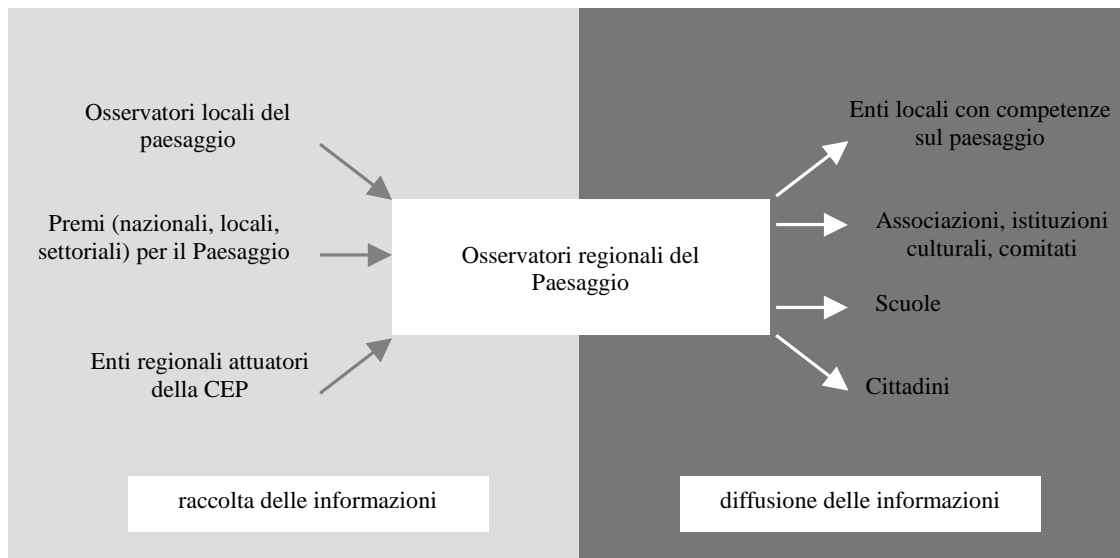 Osservatori locali del
paesaggio
Premi (nazionali, locali,
settoriali) per il Paesaggio
Enti regionali attuatori
della CEP
Osservatori regionali del
Paesaggio
Enti locali con competenze
sul paesaggio
Associazioni, istituzioni
culturali, comitati
Scuole
Cittadini
raccolta delle informazioni
diffusione delle informazioni